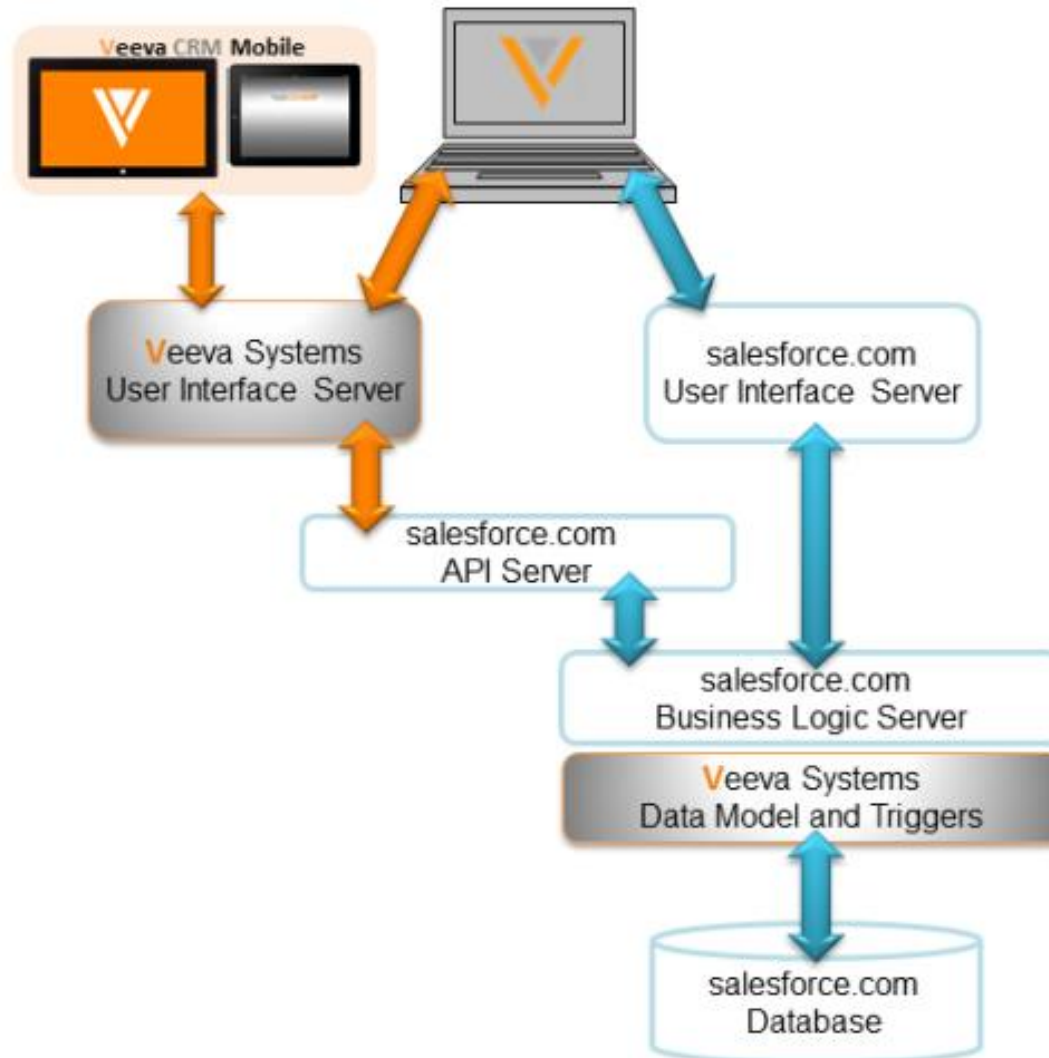 Veeva CRM Mobile
Veeva Systems
User Interface Server
salesforce.com
User Interface Server
salesforce.com
API Server
salesforce.com
Business Logic Server
Veeva Systems
Data Model and Triggers
salesforce.com
Database